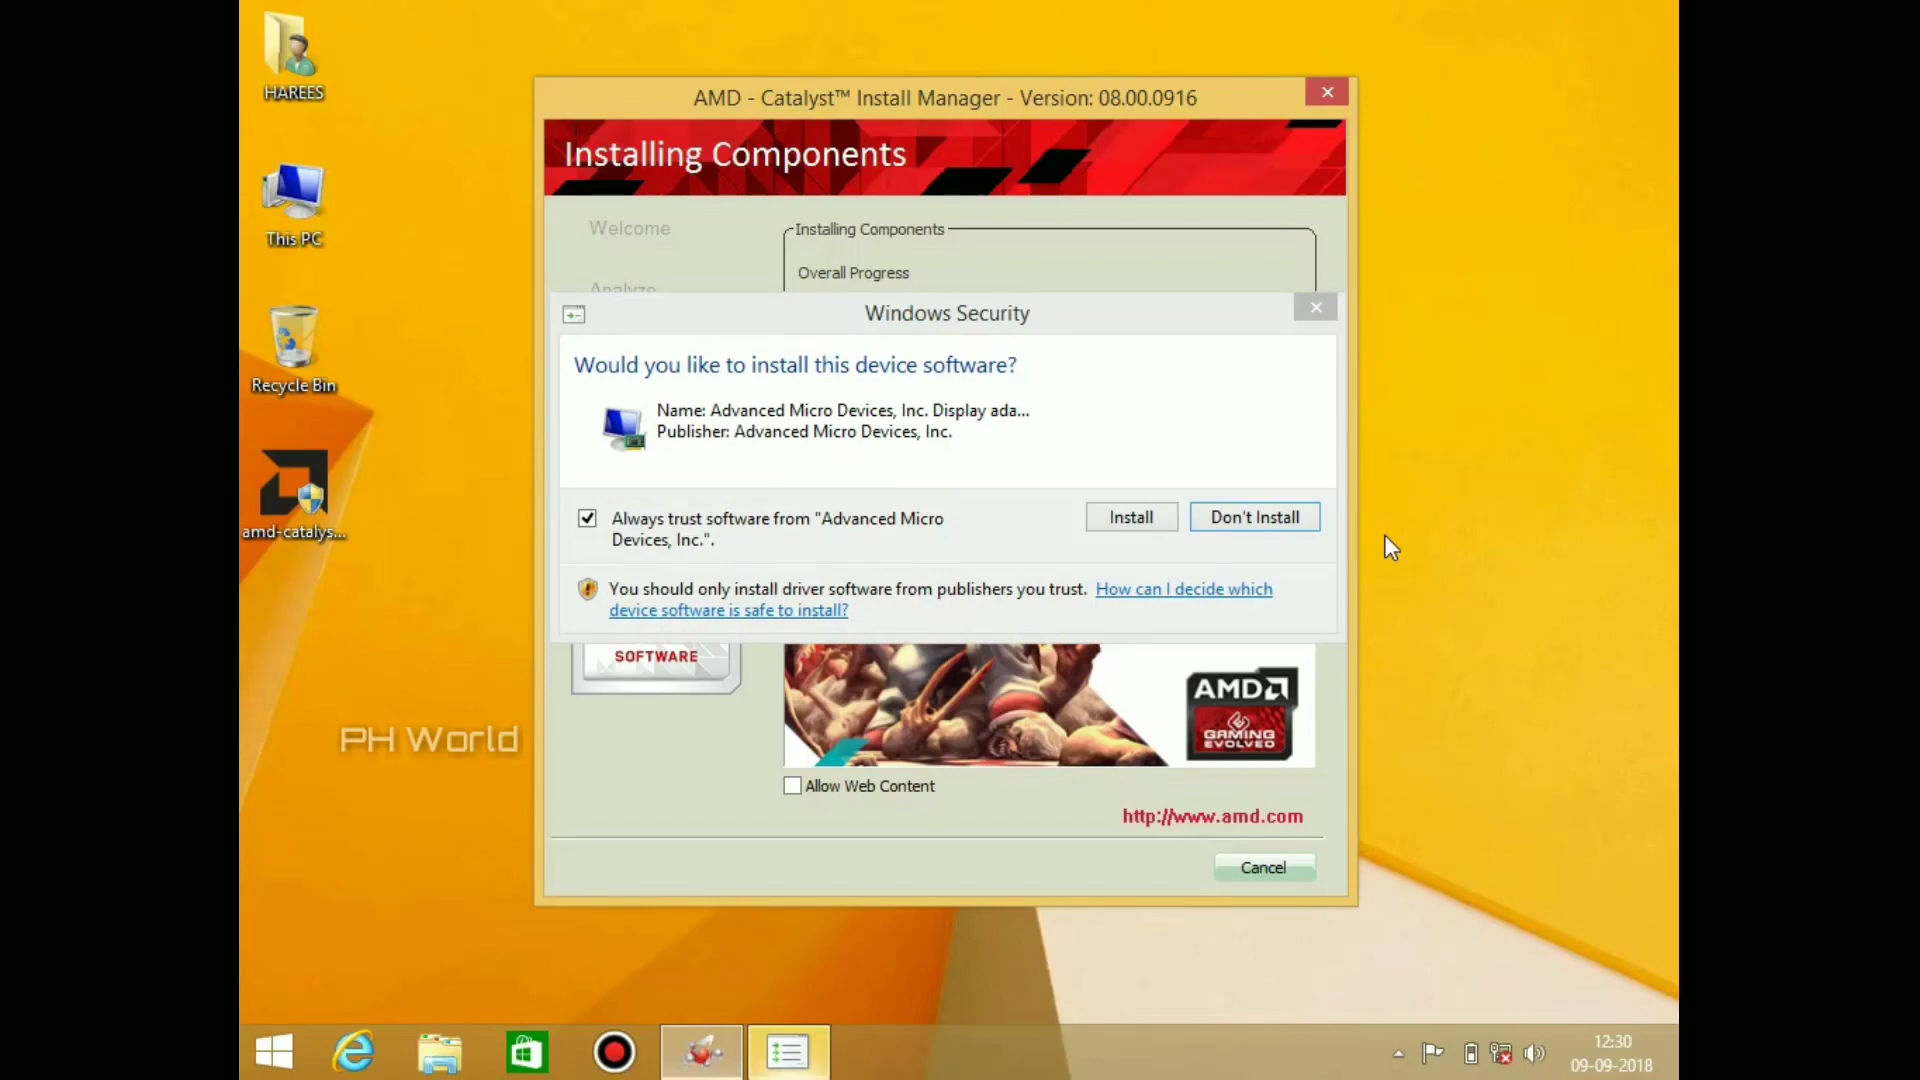 HAREES
This PC
Recycle Bin
amd-catalys...
PH World
AMD - Catalyst™ Install Manager - Version: 08.00.0916
Installing Components
Welcome
Installing Components
Overall Progress
Analyze
Windows Security
Would you like to install this device software?
Name: Advanced Micro Devices, Inc. Display ada...
Publisher: Advanced Micro Devices, Inc.
Always trust software from "Advanced Micro
Devices, Inc.".
Install
Don't Install
You should only install driver software from publishers you trust. How can I decide which
device software is safe to install?
SOFTWARE
AMD
GAMING
EVOLVED
Allow Web Content
http://www.amd.com
Cancel
12:30
09-09-2018